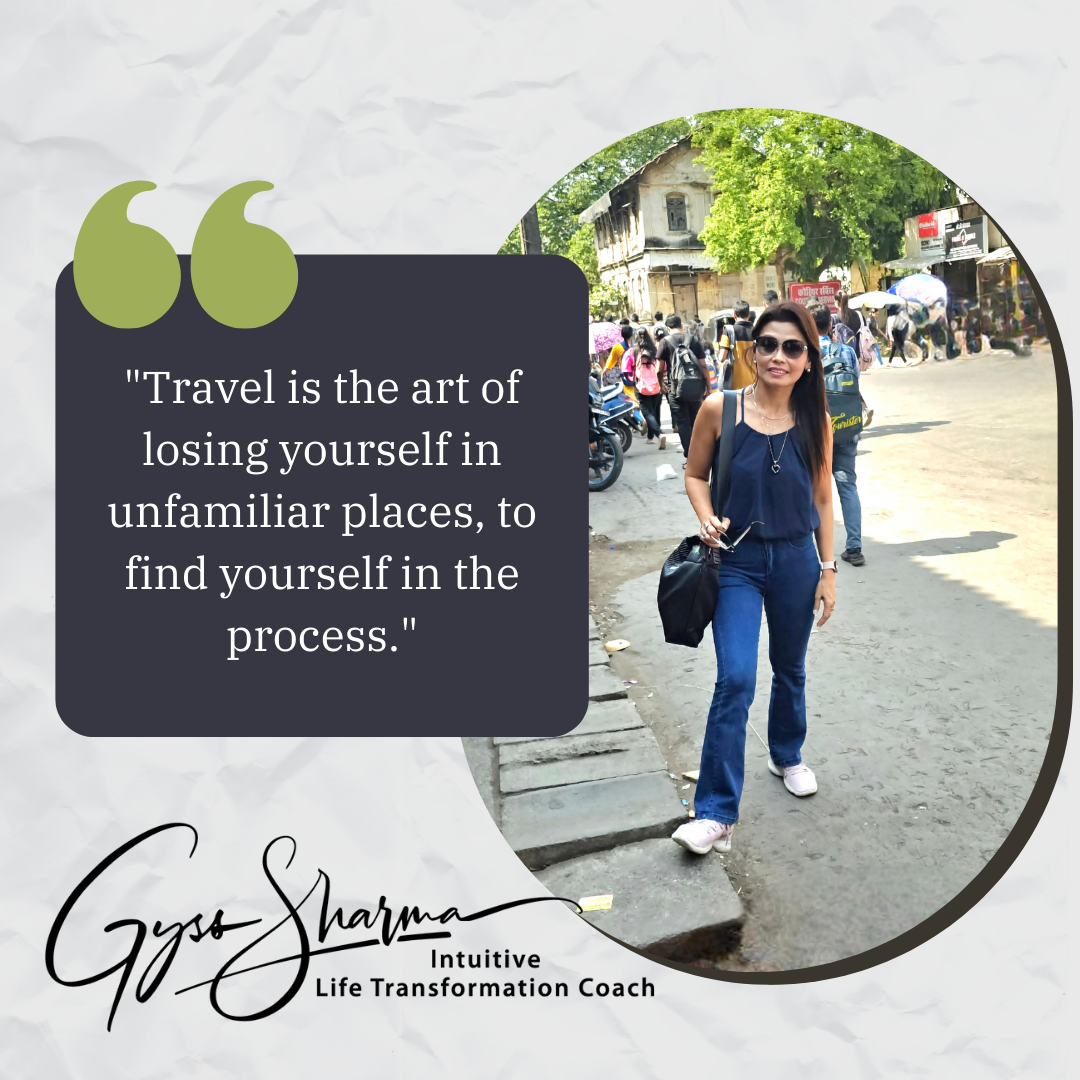 "Travel is the art of
losing yourself in
unfamiliar places, to
find yourself in the
process."
Gyso Sharma
Intuitive
Life Transformation Coach